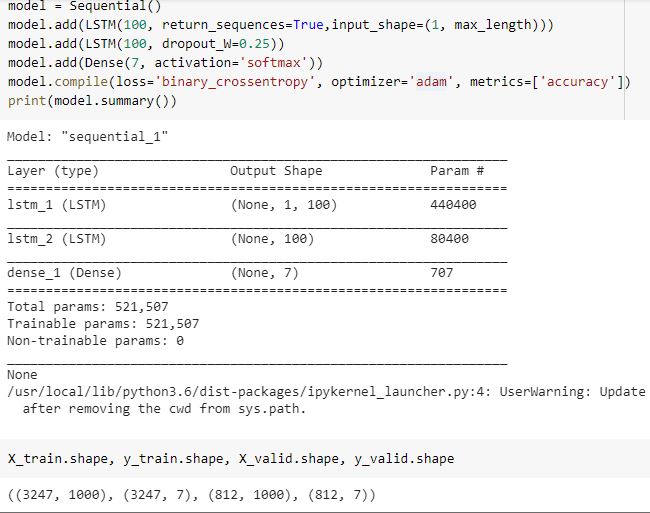 model = Sequential()
model.add(LSTM(100, return_sequences=True,input_shape=(1, max_length)))
model.add(LSTM(100, dropout_W=0.25))
model.add(Dense(7, activation='softmax'))
model.compile(loss='binary_crossentropy', optimizer='adam', metrics=['accuracy'])
print(model.summary())
Model: "sequential_1"
Layer (type) Output Shape Param #
lstm_1 (LSTM) (None, 1, 100) 440400
lstm_2 (LSTM) (None, 100) 80400
dense_1 (Dense) (None, 7) 707
Total params: 521,507
Trainable params: 521,507
Non-trainable params: 0
None
/usr/local/lib/python3.6/dist-packages/ipykernel_launcher.py:4: UserWarning: Update
after removing the cwd from sys.path.
X_train.shape, y_train.shape, X_valid.shape, y_valid.shape
((3247, 1000), (3247, 7), (812, 1000), (812, 7))